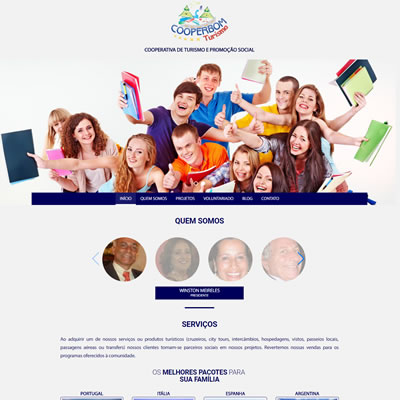 COOPERBOM
Turismo
COOPERATIVA DE TURISMO E PROMOÇÃO SOCIAL
INÍCIO QUEM SOMOS PROJETOS VOLUNTARIADO BLOG CONTATO
QUEM SOMOS
WINSTON MEIRELES
PRESIDENTE
SERVIÇOS
Ao adquirir um de nossos serviços ou produtos turísticos (cruzeiros, city tours, intercâmbios, hospedagens, vistos, passeios locais,
passagens aéreas ou transfers) nossos clientes tornam-se parceiros sociais em nossos projetos. Revertemos nossas vendas para os
programas oferecidos à comunidade.
OS MELHORES PACOTES PARA
SUA FAMÍLIA
PORTUGAL ITÁLIA ESPANHA ARGENTINA